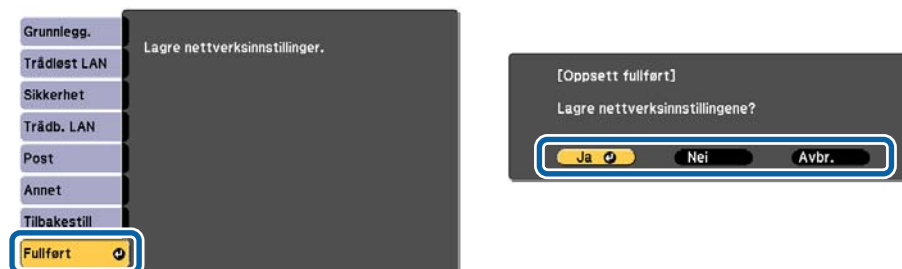 Grunnlegg.
Trådløst LAN
Sikkerhet
Trådb. LAN
Post
Annet
Tilbakestill
Fullført
Lagre nettverksinnstillinger.
[Oppsett fullført]
Lagre nettverksinnstillingene?
Ja Nei Avbr.